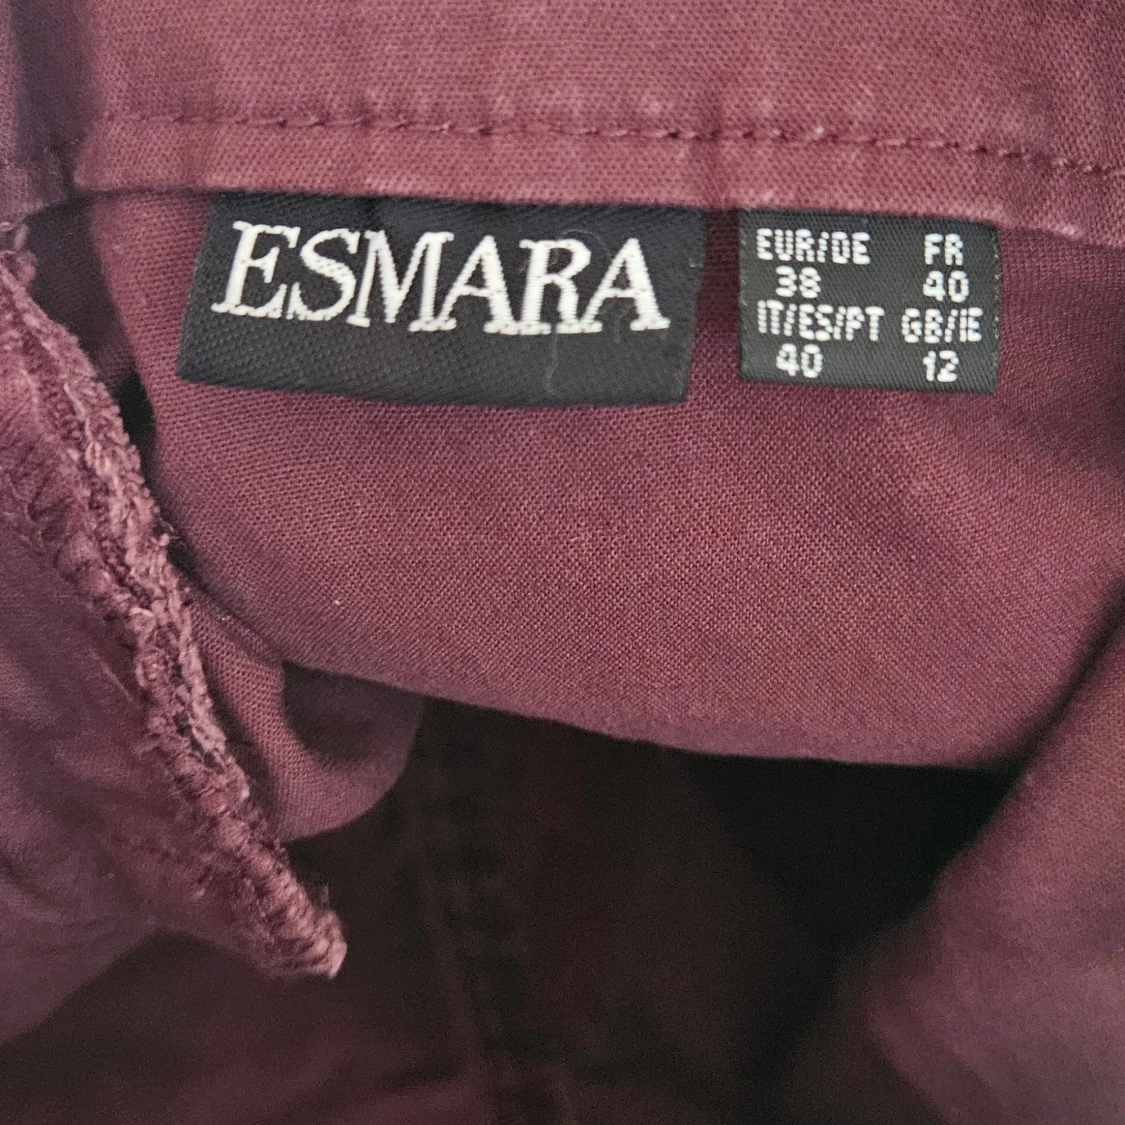 ESMARA
EUR/DE FR
38 40
IT/ES/PT GB/IE
40 12